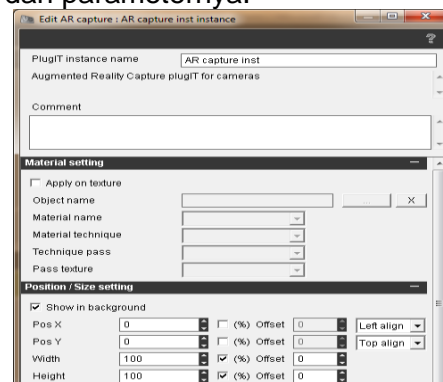 dan parameternya.
Edit AR capture : AR capture inst instance
?
PlugIT instance name AR capture inst
Augmented Reality Capture plugIT for cameras
Comment
Material setting
Apply on texture
Object name ... X
Material name
Material technique
Technique pass
Pass texture
Position / Size setting
Show in background
Pos X 0 (%) Offset 0 Left align
Pos Y 0 (%) Offset 0 Top align
Width 100 (%) Offset 0
Height 100 (%) Offset 0